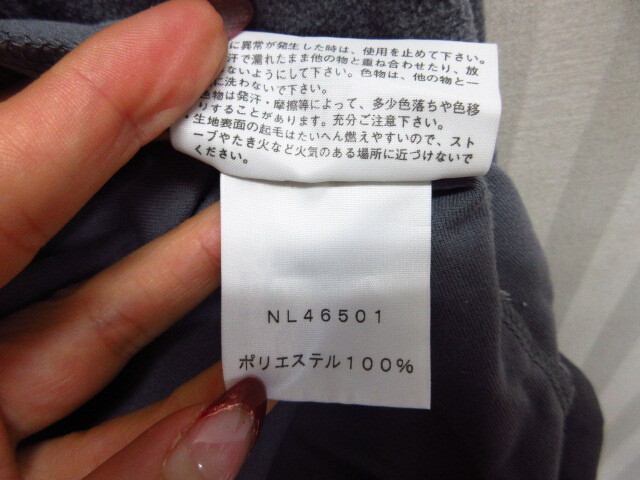 に異常が発生した時は、使用を止めて下さい。
汗で濡れたまま他の物と重ね合わせたり、放
ないようにして下さい。色物は、他の物と一
に洗わないで下さい。
色物は発汗・摩擦等によって、多少色落ちや色移
りすることがあります。充分ご注意下さい。
・生地表面の起毛はたいへん燃えやすいので、スト
ーブやたき火など火気のある場所に近づけないで
ください。
NL46501
ポリエステル100%